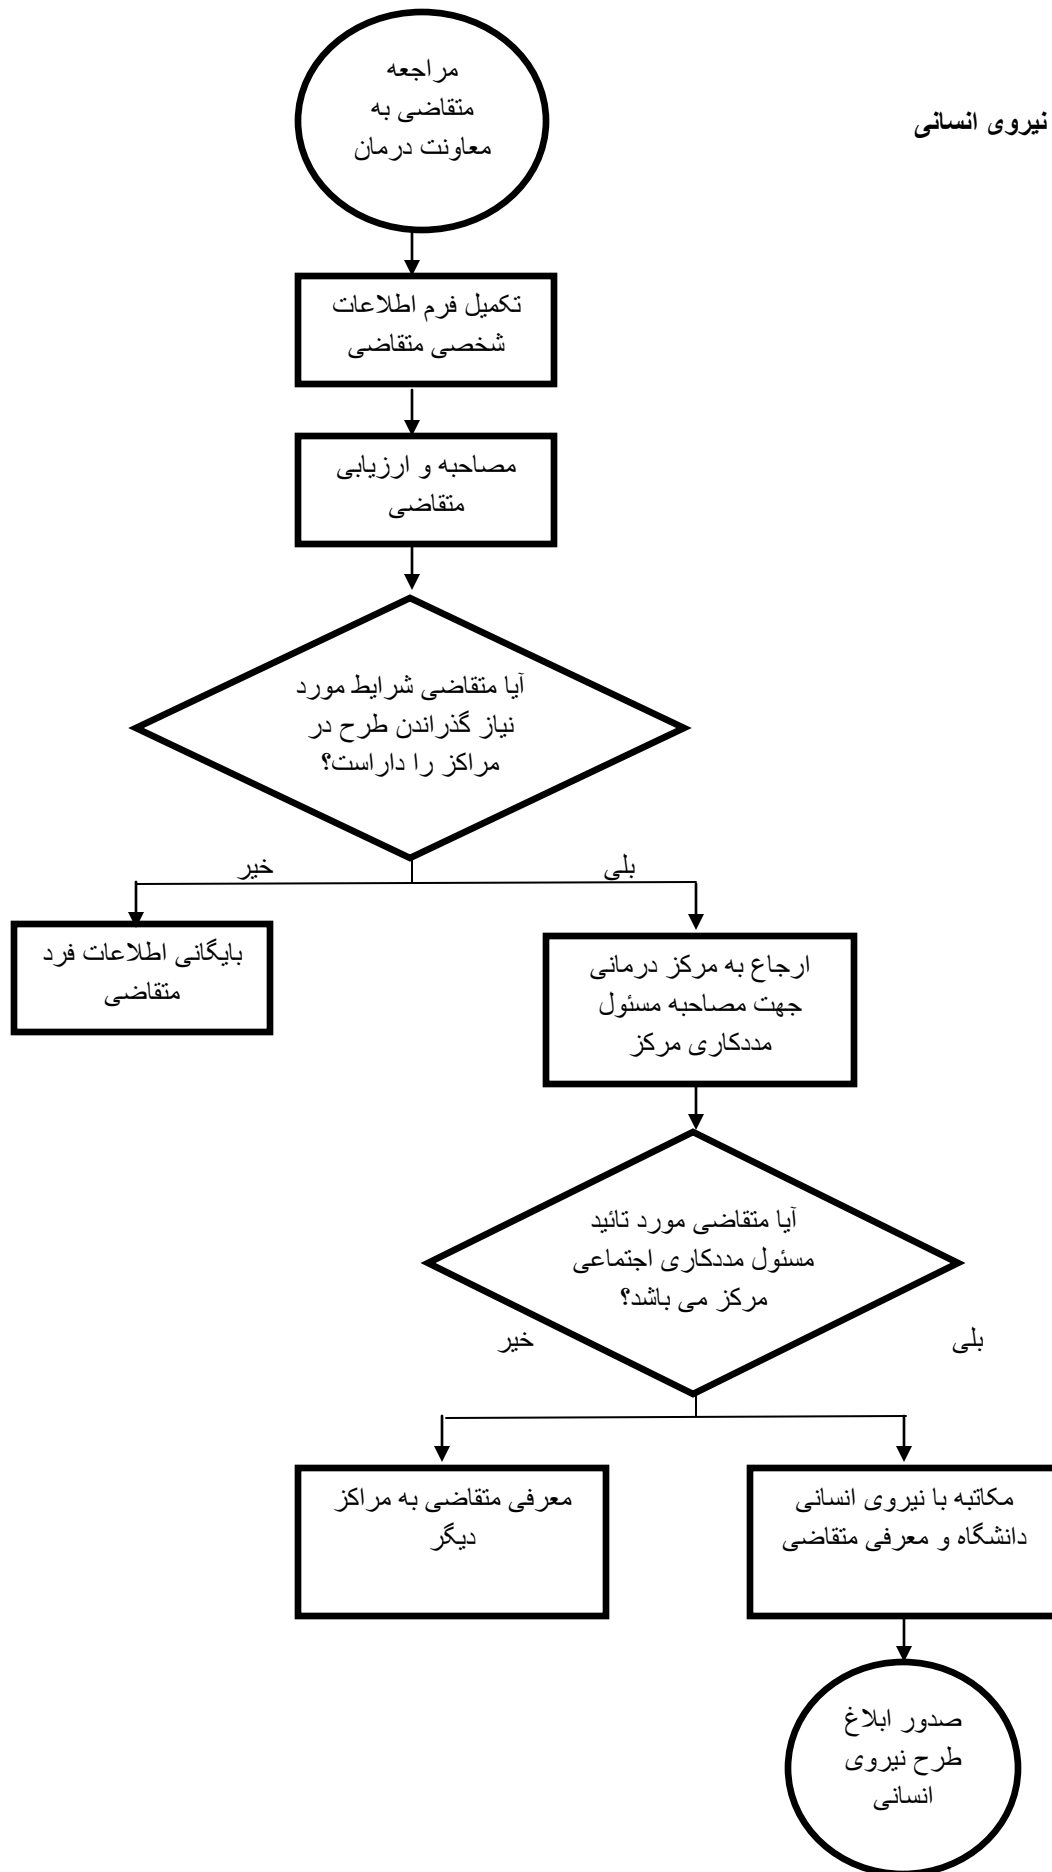 نیروی انسانی
مراجعه
متقاضی به
معاونت درمان
تکمیل فرم اطلاعات
شخصی متقاضی
مصاحبه و ارزیابی
متقاضی
آیا متقاضی شرایط مورد
نیاز گذراندن طرح در
مراکز را داراست؟
بلی
خیر
ارجاع به مرکز درمانی
جهت مصاحبه مسئول
مددکاری مرکز
بایگانی اطلاعات فرد
متقاضی
آیا متقاضی مورد تائید
مسئول مددکاری اجتماعی
مرکز می باشد؟
بلی
خیر
مکاتبه با نیروی انسانی
دانشگاه و معرفی متقاضی
معرفی متقاضی به مراکز
دیگر
صدور ابلاغ
طرح نیروی
انسانی